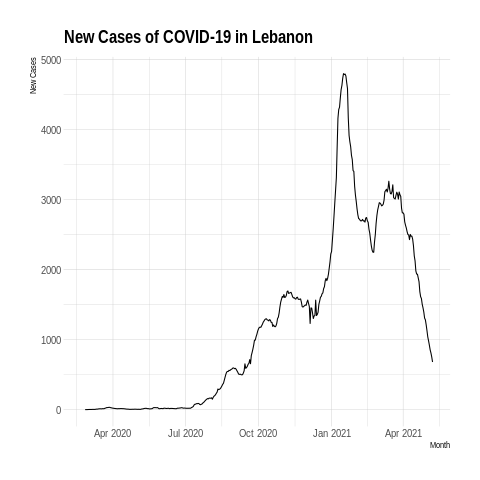 New Cases of COVID-19 in Lebanon
New Cases
5000
4000
3000
2000
1000
0
Apr 2020
Jul 2020
Oct 2020
Jan 2021
Apr 2021
Month